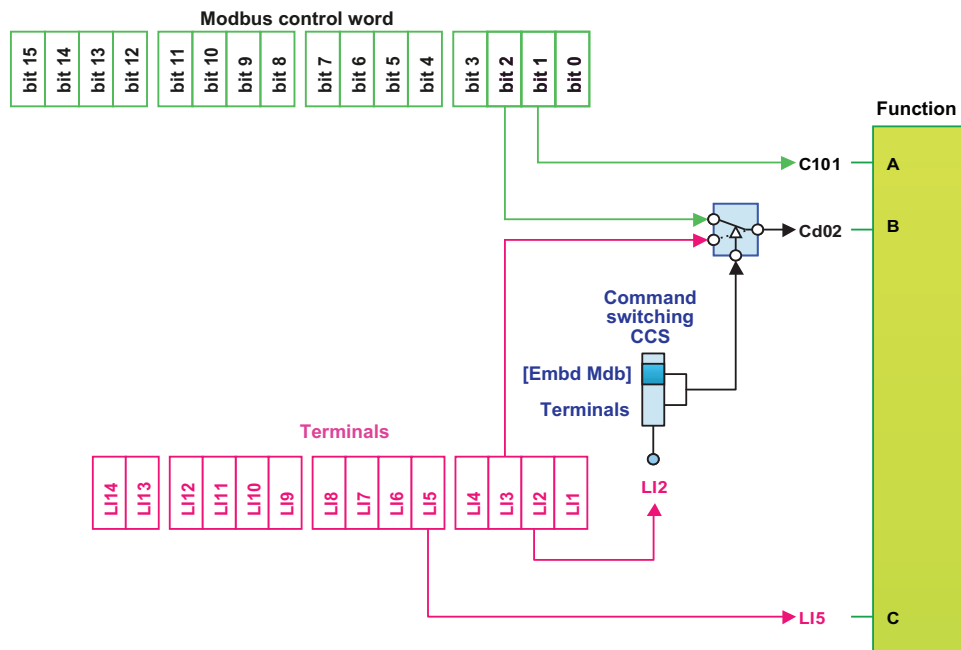 Modbus control word
bit 15 bit 14 bit 13 bit 12 bit 11 bit 10 bit 9 bit 8 bit 7 bit 6 bit 5 bit 4 bit 3 bit 2 bit 1 bit 0
Function
C101 A
Cd02 B
Command
switching
CCS
[Embd Mdb]
Terminals
Terminals
LI14 LI13 LI12 LI11 LI10 LI9 LI8 LI7 LI6 LI5 LI4 LI3 LI2 LI1
LI2
LI5 C